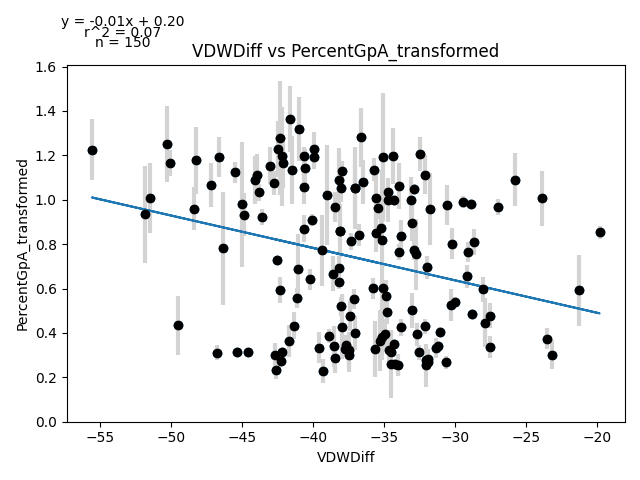 y = -0.01x + 0.20
r^2 = 0.07
n = 150
VDWDiff vs PercentGpA_transformed
PercentGpA_transformed
1.6
1.4
1.2
1.0
0.8
0.6
0.4
0.2
0.0
−55
−50
−45
−40
−35
−30
−25
−20
VDWDiff